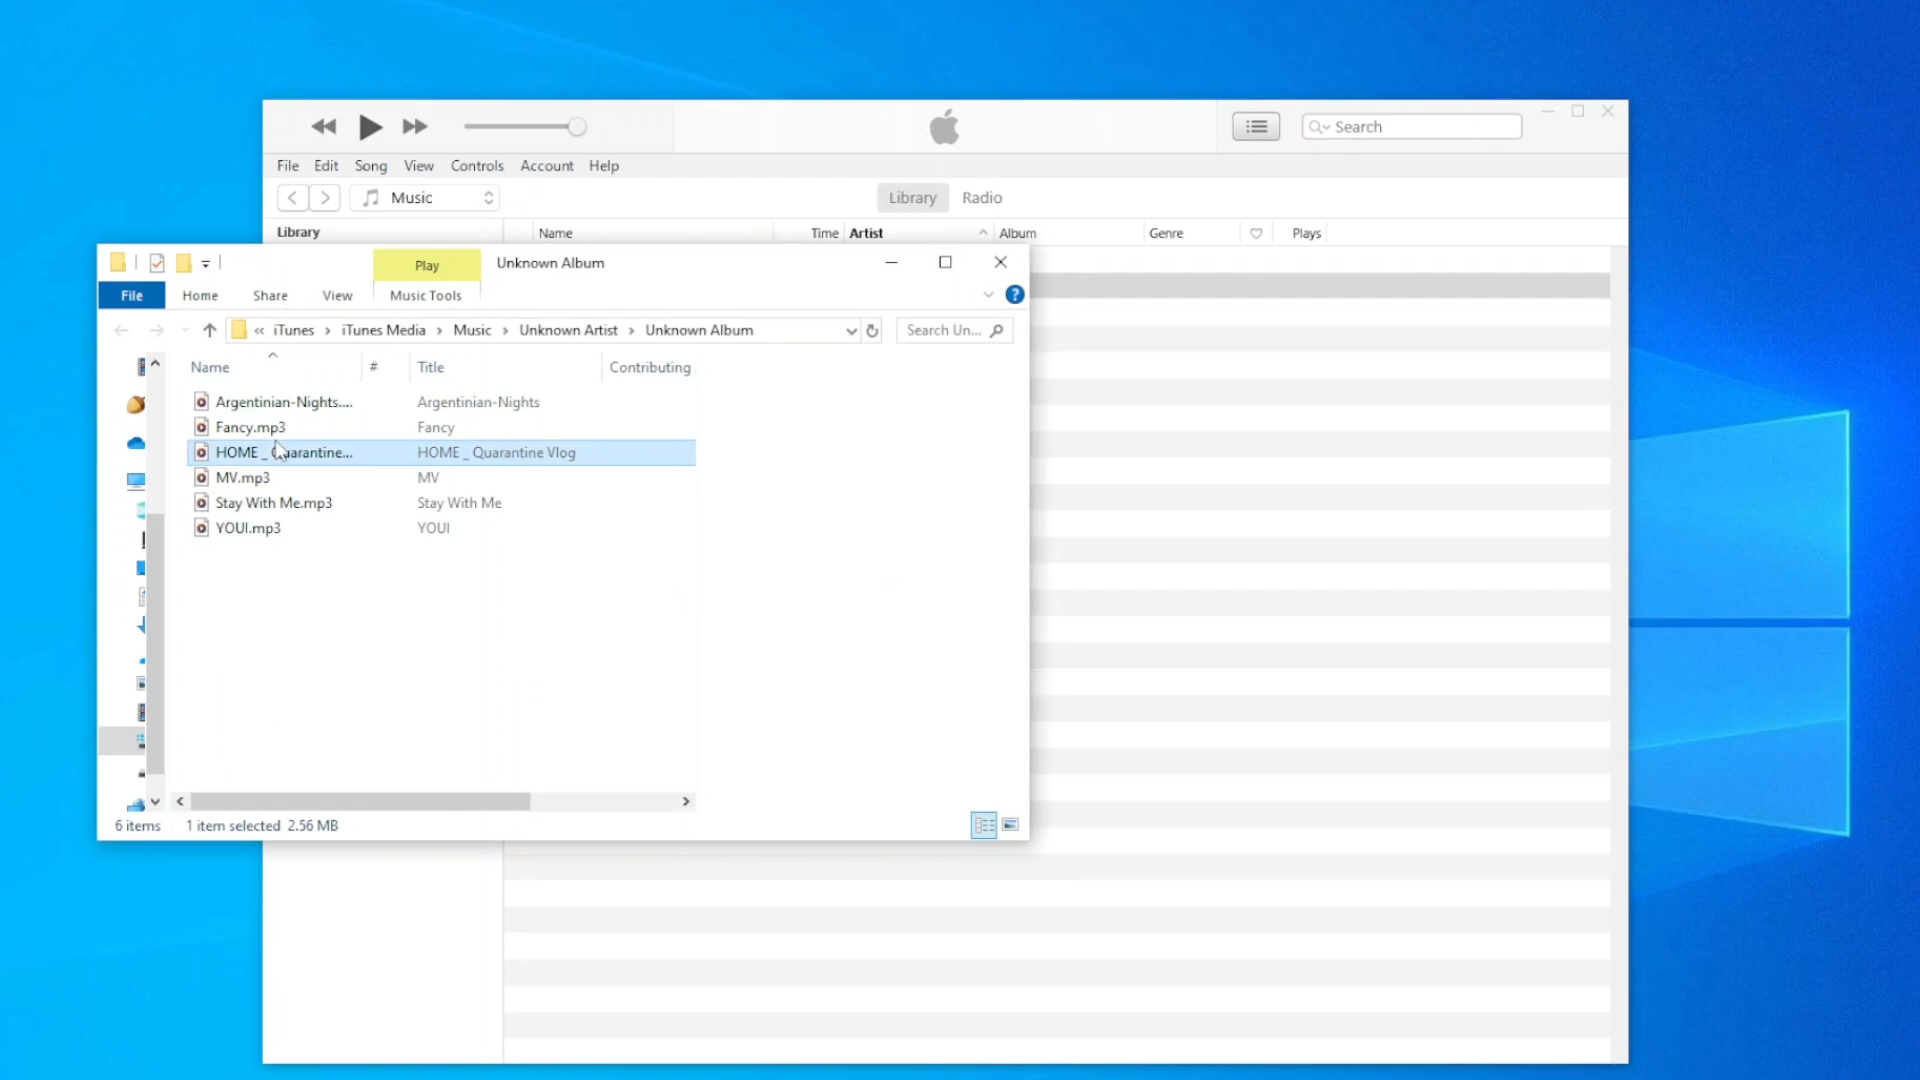 Search
File Edit Song View Controls Account Help
Music
Library Radio
Library
Name Time Artist Album Genre Plays
Play Unknown Album
File Home Share View Music Tools
« iTunes › iTunes Media › Music › Unknown Artist › Unknown Album
Search Un...
Name # Title Contributing
Argentinian-Nights.... Argentinian-Nights
Fancy.mp3 Fancy
HOME _ Quarantine... HOME _ Quarantine Vlog
MV.mp3 MV
Stay With Me.mp3 Stay With Me
YOUI.mp3 YOUI
6 items 1 item selected 2.56 MB